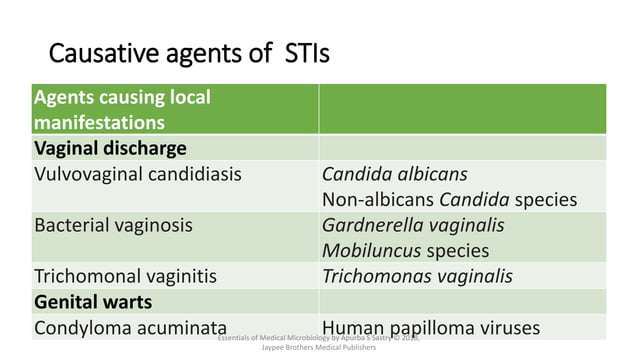 Causative agents of STIs
Agents causing local
manifestations
Vaginal discharge
Vulvovaginal candidiasis
Candida albicans
Non-albicans Candida species
Bacterial vaginosis
Gardnerella vaginalis
Mobiluncus species
Trichomonal vaginitis
Trichomonas vaginalis
Genital warts
Condyloma acuminata
Human papilloma viruses
Essentials of Medical Microbiology by Apurba S Sastry © 2018,
Jaypee Brothers Medical Publishers